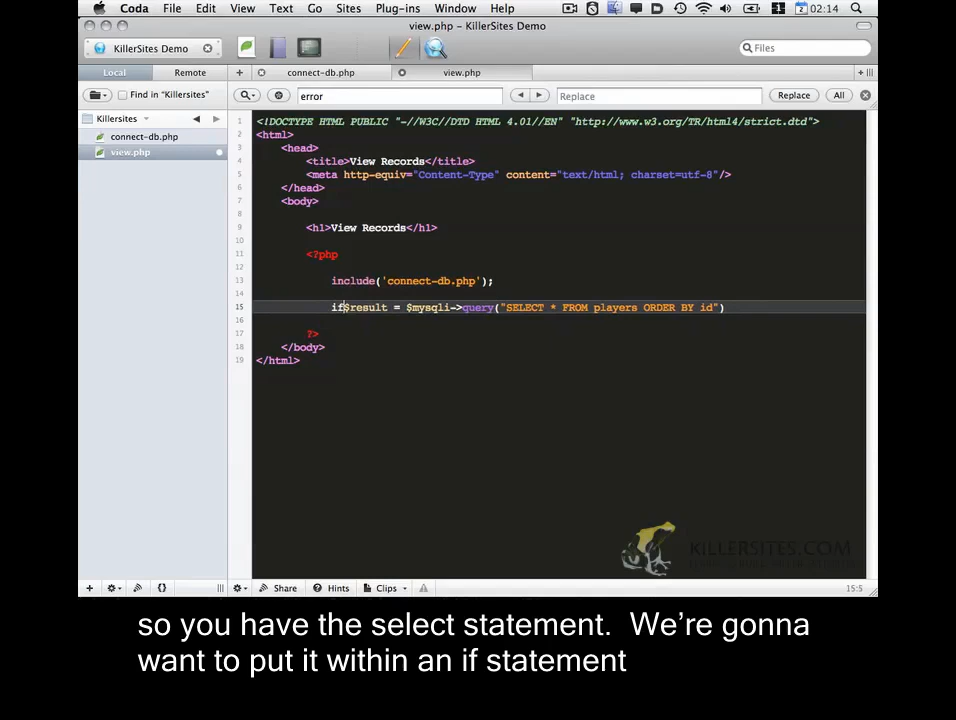 Coda File Edit View Text Go Sites Plug-ins Window Help 1 2 02:14
view.php - KillerSites Demo
KillerSites Demo
Files
Local Remote connect-db.php view.php
Find in "Killersites" error Replace Replace All
Killersites
connect-db.php
view.php
1 <!DOCTYPE HTML PUBLIC "-//W3C//DTD HTML 4.01//EN" "http://www.w3.org/TR/html4/strict.dtd">
2 <html>
3 <head>
4 <title>View Records</title>
5 <meta http-equiv="Content-Type" content="text/html; charset=utf-8"/>
6 </head>
7 <body>
8
9 <h1>View Records</h1>
10
11 <?php
12
13 include('connect-db.php');
14
15 if$result = $mysqli->query("SELECT * FROM players ORDER BY id")
16
17 ?>
18 </body>
19 </html>
KILLERSITES.COM
Share Hints Clips 15:5
so you have the select statement. We're gonna
want to put it within an if statement